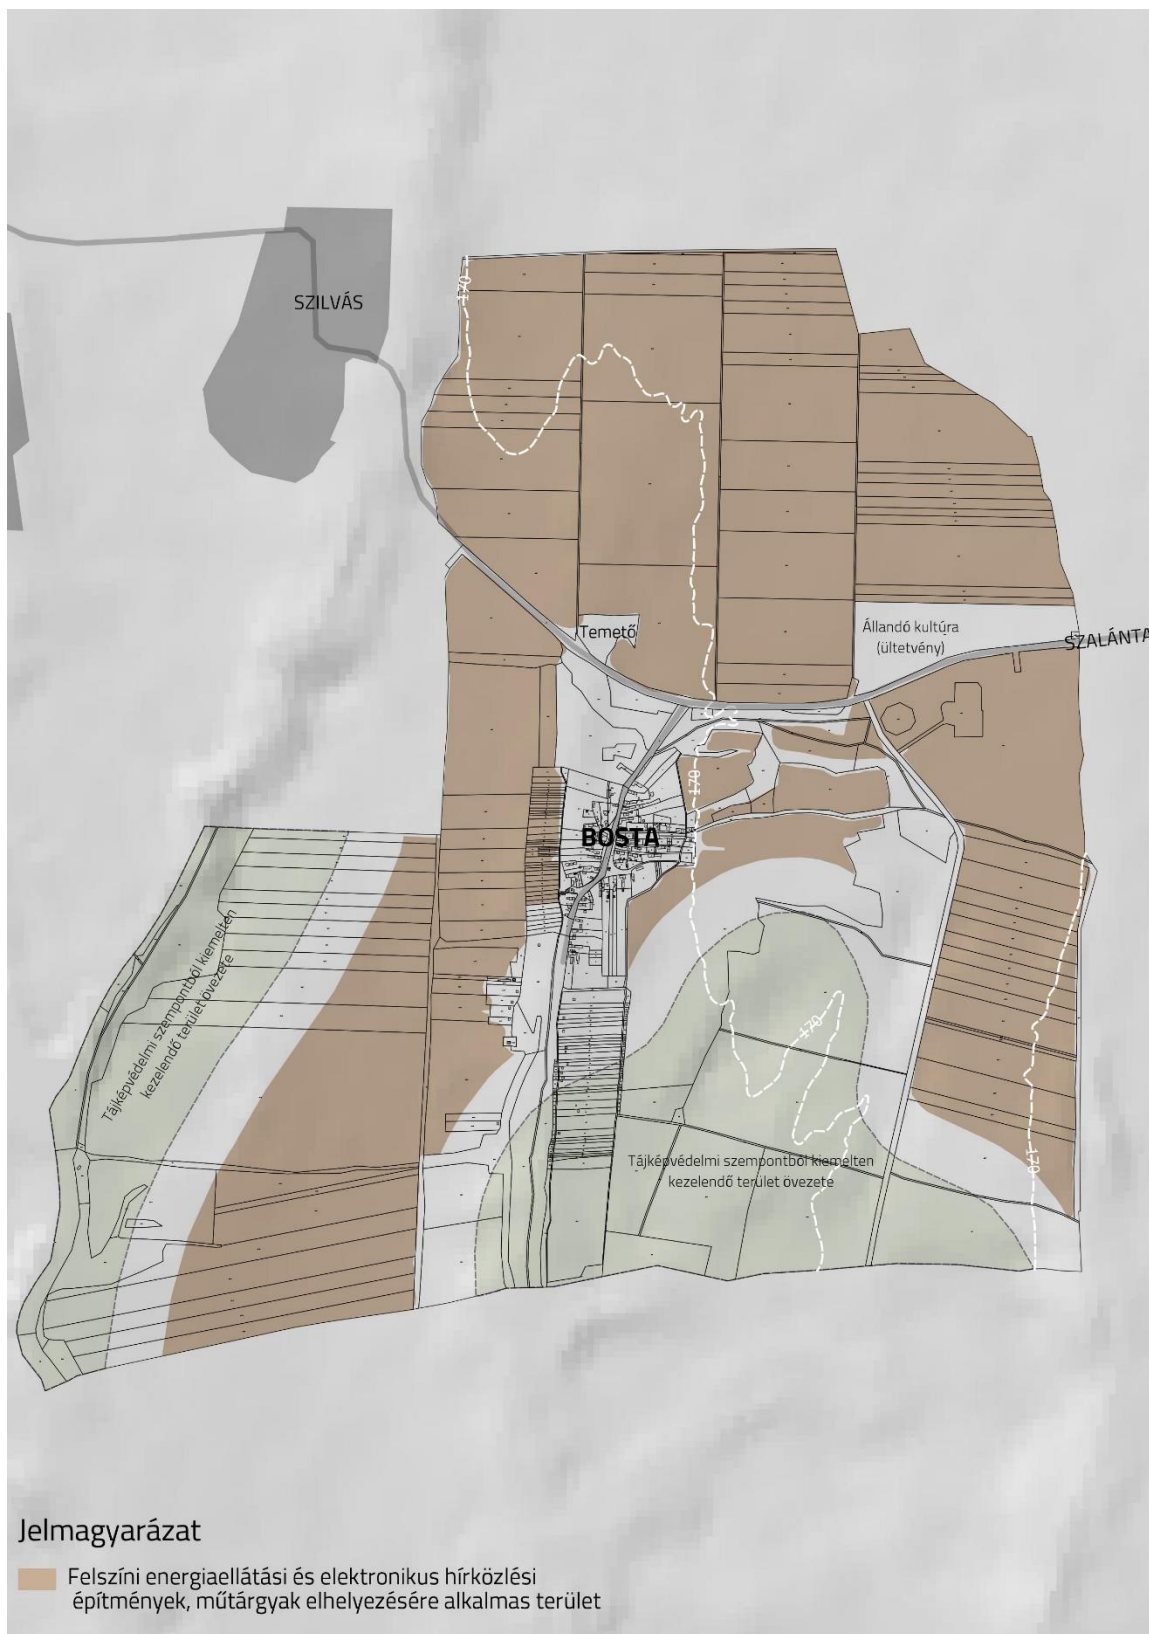 SZILVÁS
170
Temető
Állandó kultúra
(ültetvény)
SZALÁNTA
170
BOSTA
Tájképvédelmi szempontból kiemelten
kezelendő terület övezete
170
Tájképvédelmi szempontból kiemelten
kezelendő terület övezete
170
Jelmagyarázat
Felszíni energiaellátási és elektronikus hírközlési
építmények, műtárgyak elhelyezésére alkalmas terület